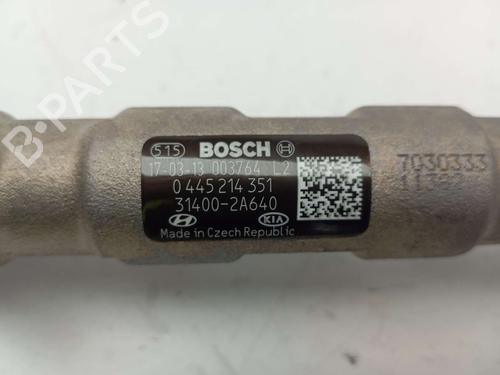 515 BOSCH
17-03-13 003764 L2
0 445 214 351
31400-2A640
KIA
Made in Czech Republic
7030333
B-PARTS